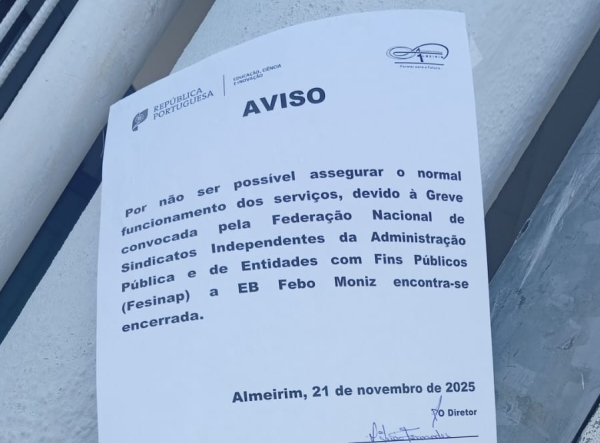 REPÚBLICA
PORTUGUESA
EDUCAÇÃO, CIÊNCIA
E INOVAÇÃO
AVISO
Por não ser possível assegurar o normal
funcionamento dos serviços, devido à Greve
convocada pela Federação Nacional de
Sindicatos Independentes da Administração
Pública e de Entidades com Fins Públicos
(Fesinap) a EB Febo Moniz encontra-se
encerrada.
Almeirim, 21 de novembro de 2025
O Diretor